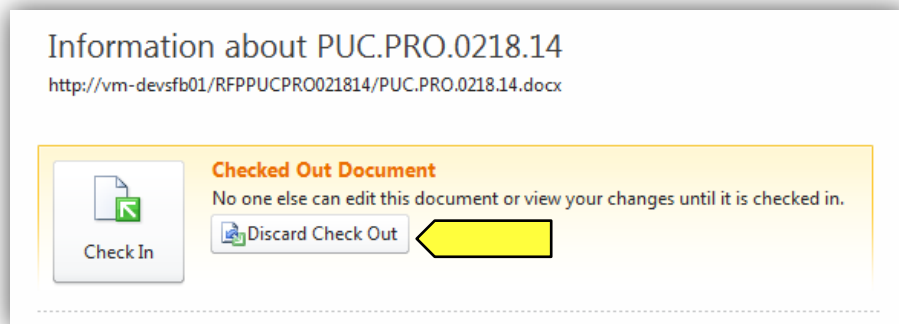 Information about PUC.PRO.0218.14
http://vm-devsfb01/RFPPUCPRO021814/PUC.PRO.0218.14.docx
Checked Out Document
No one else can edit this document or view your changes until it is checked in.
Discard Check Out
Check In